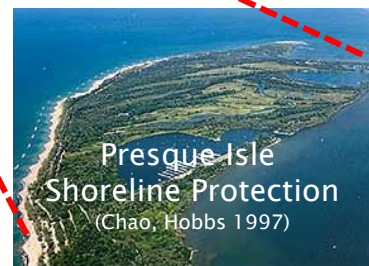 Presque Isle
Shoreline Protection
(Chao, Hobbs 1997)